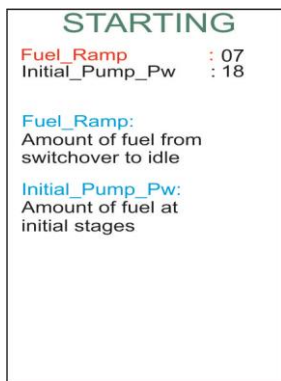 STARTING
Fuel_Ramp : 07
Initial_Pump_Pw : 18
Fuel_Ramp:
Amount of fuel from
switchover to idle
Initial_Pump_Pw:
Amount of fuel at
initial stages